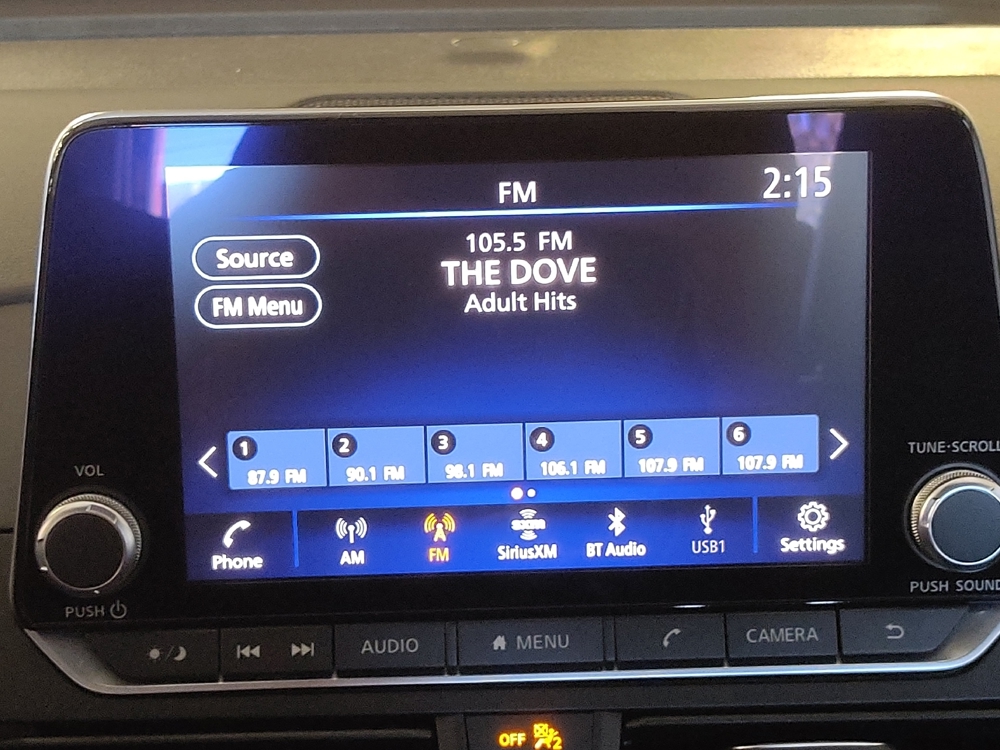 FM
2:15
Source
FM Menu
105.5 FM
THE DOVE
Adult Hits
1
87.9 FM
2
90.1 FM
3
98.1 FM
4
106.1 FM
5
107.9 FM
6
107.9 FM
Phone
AM
FM
SXM
SiriusXM
BT Audio
USB1
Settings
VOL
PUSH
TUNE·SCROLL
PUSH SOUND
AUDIO
MENU
CAMERA
OFF
2